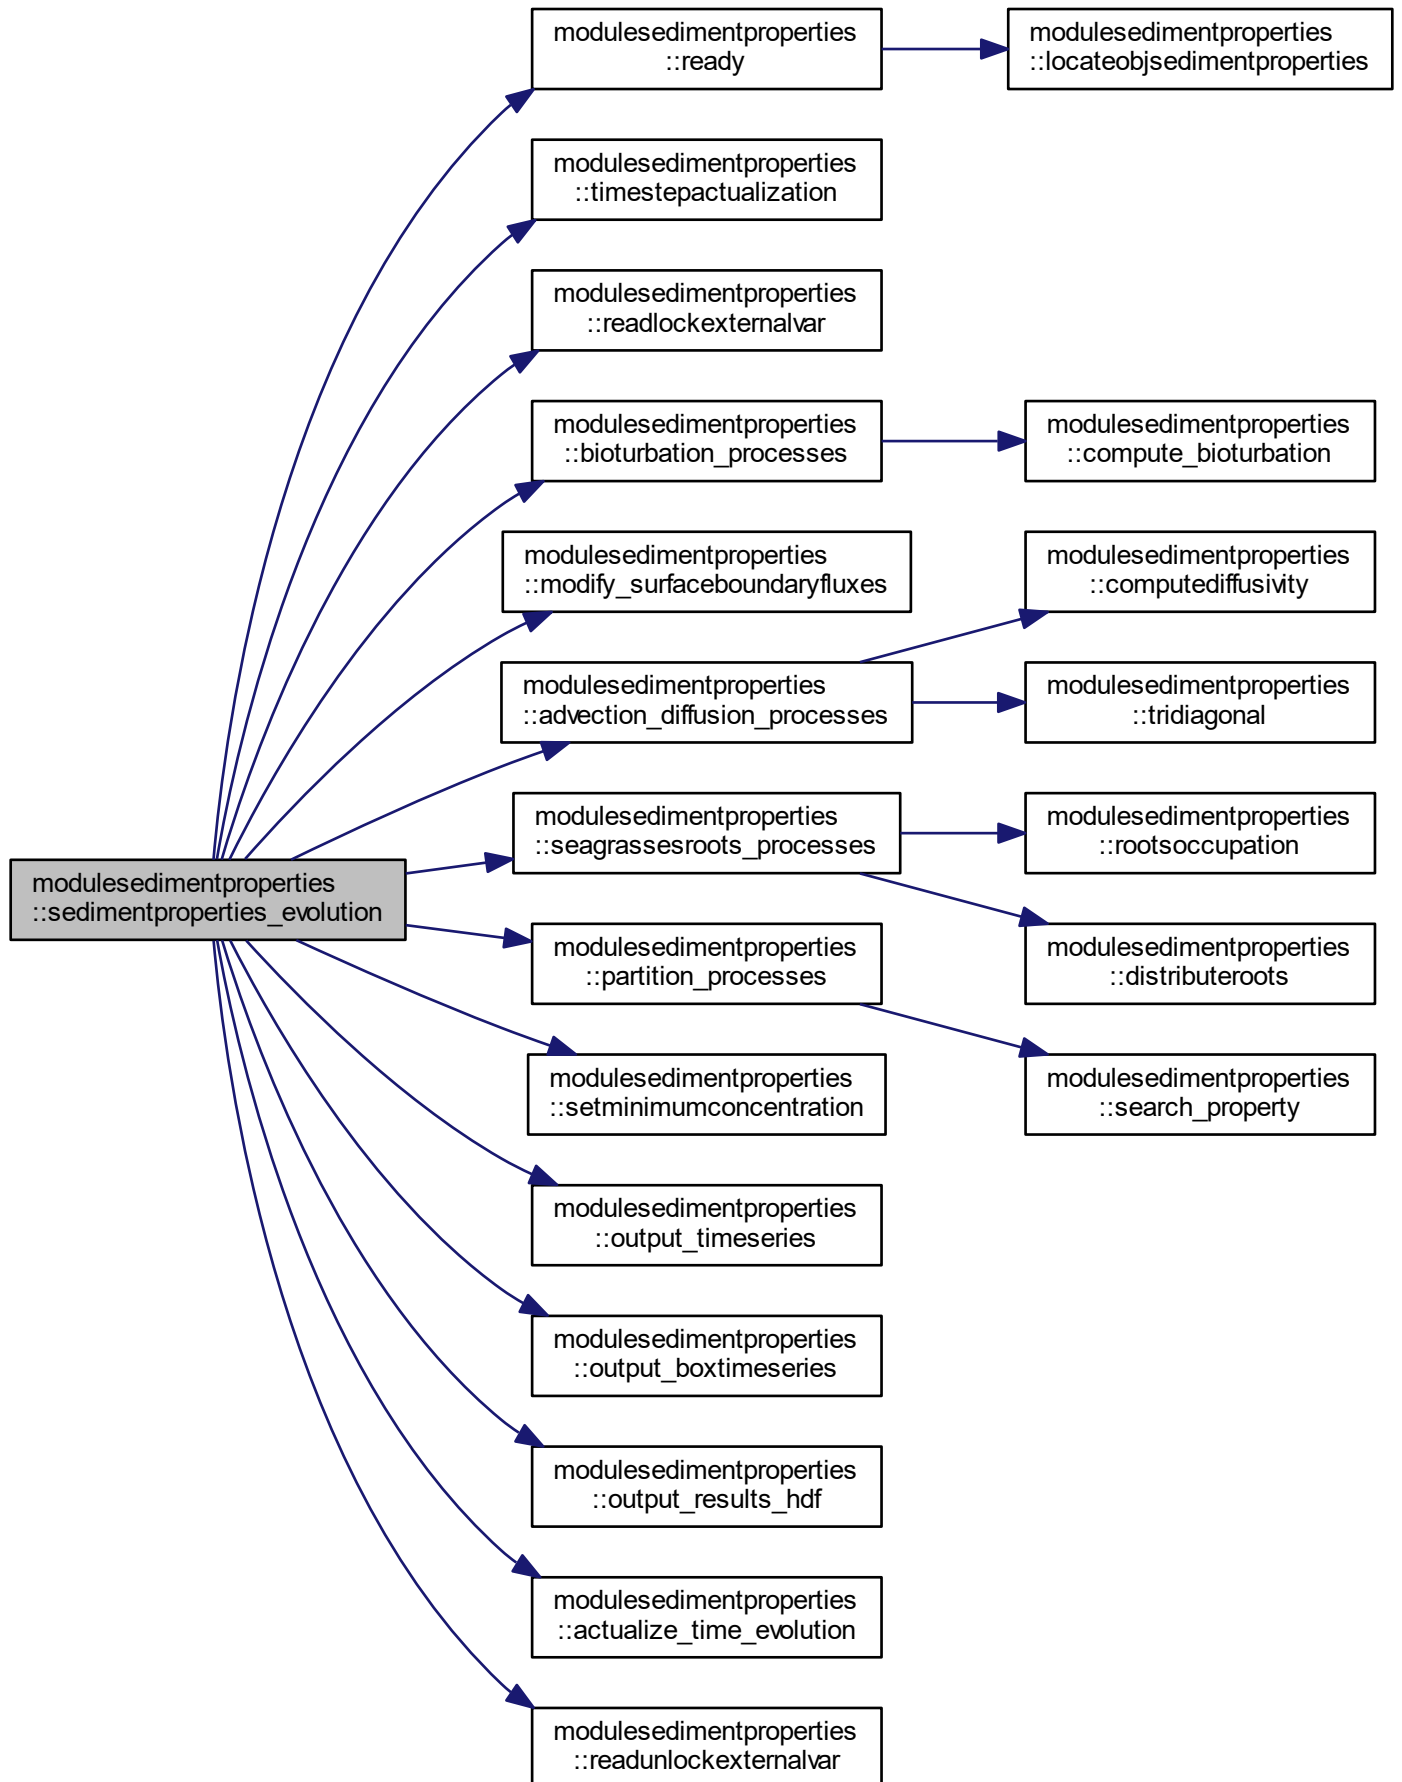 modulesedimentproperties
::ready
modulesedimentproperties
::locateobjsedimentproperties
modulesedimentproperties
::timestepactualization
modulesedimentproperties
::readlockexternalvar
modulesedimentproperties
::bioturbation_processes
modulesedimentproperties
::compute_bioturbation
modulesedimentproperties
::modify_surfaceboundaryfluxes
modulesedimentproperties
::computediffusivity
modulesedimentproperties
::advection_diffusion_processes
modulesedimentproperties
::tridiagonal
modulesedimentproperties
::seagrassesroots_processes
modulesedimentproperties
::rootsoccupation
modulesedimentproperties
::sedimentproperties_evolution
modulesedimentproperties
::partition_processes
modulesedimentproperties
::distributeroots
modulesedimentproperties
::setminimumconcentration
modulesedimentproperties
::search_property
modulesedimentproperties
::output_timeseries
modulesedimentproperties
::output_boxtimeseries
modulesedimentproperties
::output_results_hdf
modulesedimentproperties
::actualize_time_evolution
modulesedimentproperties
::readunlockexternalvar